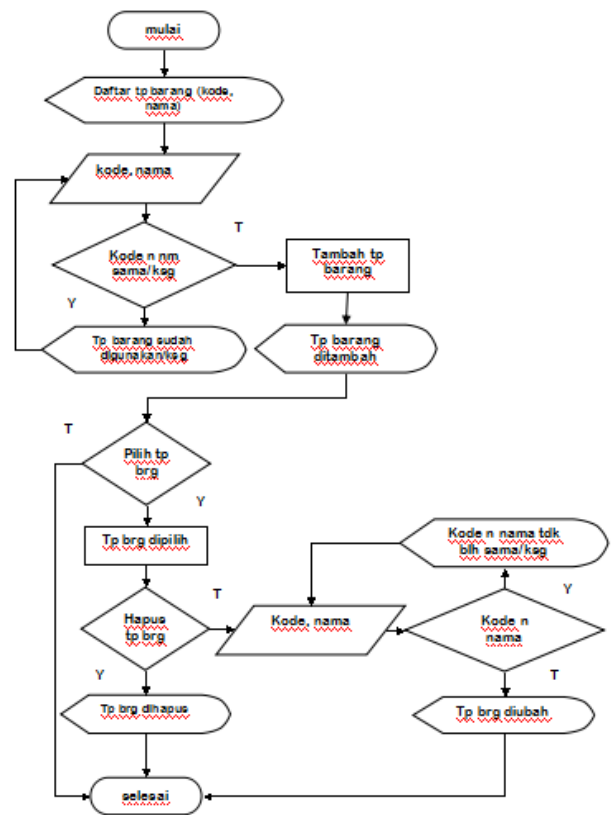 mulai
Daftar tp barang (kode,
nama)
kode, nama
T
Kode n nm
sama/ksg
Tambah tp
barang
Y
Tp barang sudah
digunakan/ksg
Tp barang
ditambah
T
Pilih tp
brg
Y
Tp brg dipilih
Kode n nama tdk
blh sama/ksg
T
Hapus
tp brg
Kode, nama
Y
Kode n
nama
Y
T
Tp brg dihapus
Tp brg diubah
selesai